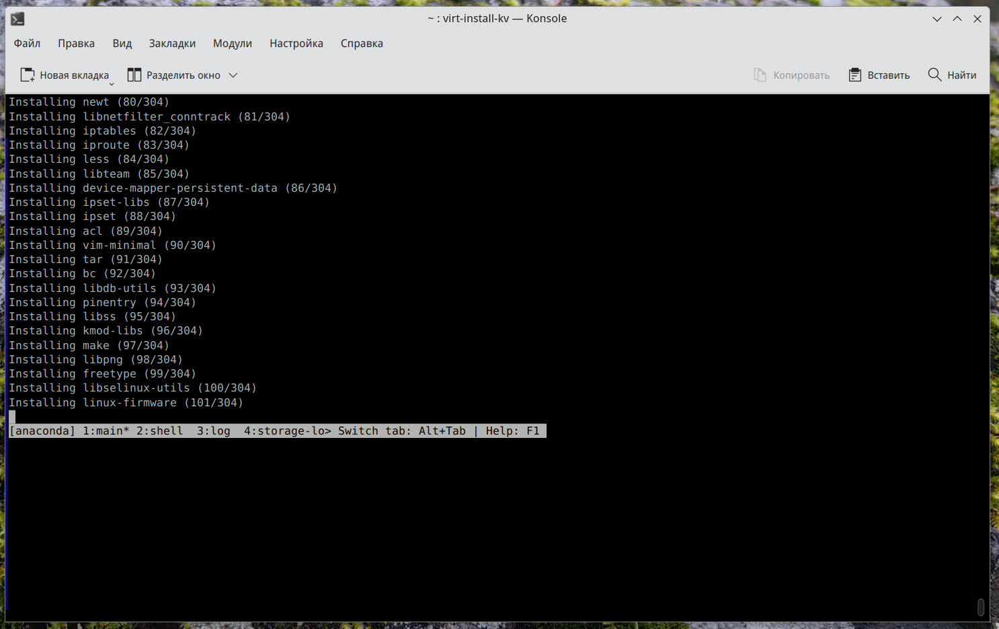 ~ : virt-install-kv — Konsole
Файл Правка Вид Закладки Модули Настройка Справка
Новая вкладка Разделить окно Копировать Вставить Найти
Installing newt (80/304)
Installing libnetfilter_conntrack (81/304)
Installing iptables (82/304)
Installing iproute (83/304)
Installing less (84/304)
Installing libteam (85/304)
Installing device-mapper-persistent-data (86/304)
Installing ipset-libs (87/304)
Installing ipset (88/304)
Installing acl (89/304)
Installing vim-minimal (90/304)
Installing tar (91/304)
Installing bc (92/304)
Installing libdb-utils (93/304)
Installing pinentry (94/304)
Installing libss (95/304)
Installing kmod-libs (96/304)
Installing make (97/304)
Installing libpng (98/304)
Installing freetype (99/304)
Installing libselinux-utils (100/304)
Installing linux-firmware (101/304)
[anaconda] 1:main* 2:shell  3:log  4:storage-lo> Switch tab: Alt+Tab | Help: F1